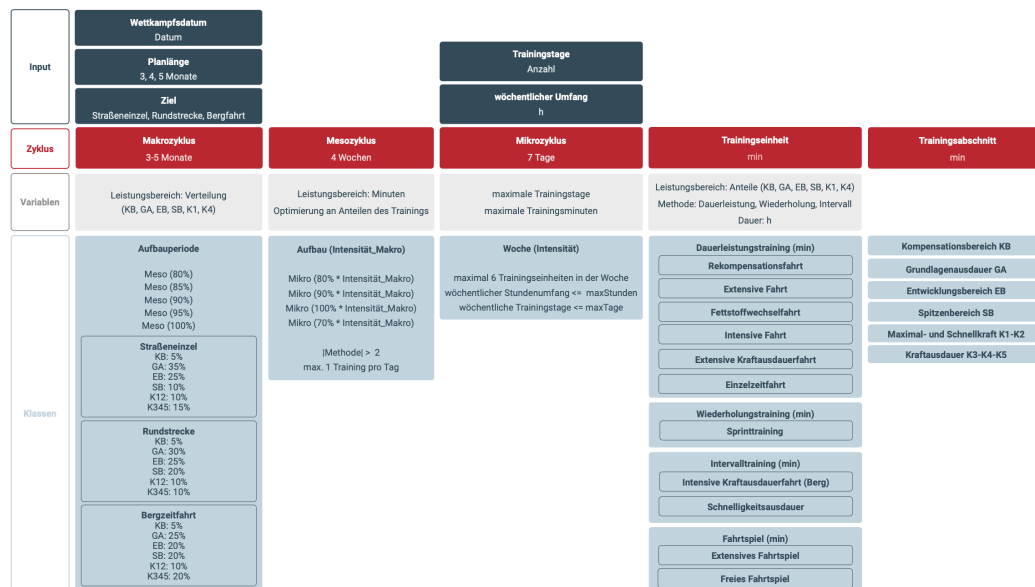 Input
Wettkampfsdatum
Datum
Planlänge
3, 4, 5 Monate
Ziel
Straßeneinzel, Rundstrecke, Bergfahrt
Trainingstage
Anzahl
wöchentlicher Umfang
h
Zyklus
Makrozyklus
3-5 Monate
Mesozyklus
4 Wochen
Mikrozyklus
7 Tage
Trainingseinheit
min
Trainingsabschnitt
min
Variablen
Leistungsbereich: Verteilung
(KB, GA, EB, SB, K1, K4)
Leistungsbereich: Minuten
Optimierung an Anteilen des Trainings
maximale Trainingstage
maximale Trainingsminuten
Leistungsbereich: Anteile (KB, GA, EB, SB, K1, K4)
Methode: Dauerleistung, Wiederholung, Intervall
Dauer: h
Klassen
Aufbauperiode
Meso (80%)
Meso (85%)
Meso (90%)
Meso (95%)
Meso (100%)
Straßeneinzel
KB: 5%
GA: 35%
EB: 25%
SB: 10%
K12: 10%
K345: 15%
Rundstrecke
KB: 5%
GA: 30%
EB: 25%
SB: 20%
K12: 10%
K345: 10%
Bergzeitfahrt
KB: 5%
GA: 25%
EB: 20%
SB: 20%
K12: 10%
K345: 20%
Aufbau (Intensität_Makro)
Mikro (80% * Intensität_Makro)
Mikro (90% * Intensität_Makro)
Mikro (100% * Intensität_Makro)
Mikro (70% * Intensität_Makro)
|Methode| > 2
max. 1 Training pro Tag
Woche (Intensität)
maximal 6 Trainingseinheiten in der Woche
wöchentlicher Stundenumfang <= maxStunden
wöchentliche Trainingstage <= maxTage
Dauerleistungstraining (min)
Rekompensationsfahrt
Extensive Fahrt
Fettstoffwechselfahrt
Intensive Fahrt
Extensive Kraftausdauerfahrt
Einzelzeitfahrt
Wiederholungstraining (min)
Sprinttraining
Intervalltraining (min)
Intensive Kraftausdauerfahrt (Berg)
Schnelligkeitsausdauer
Fahrtspiel (min)
Extensives Fahrtspiel
Freies Fahrtspiel
Kompensationsbereich KB
Grundlagenausdauer GA
Entwicklungsbereich EB
Spitzenbereich SB
Maximal- und Schnellkraft K1-K2
Kraftausdauer K3-K4-K5